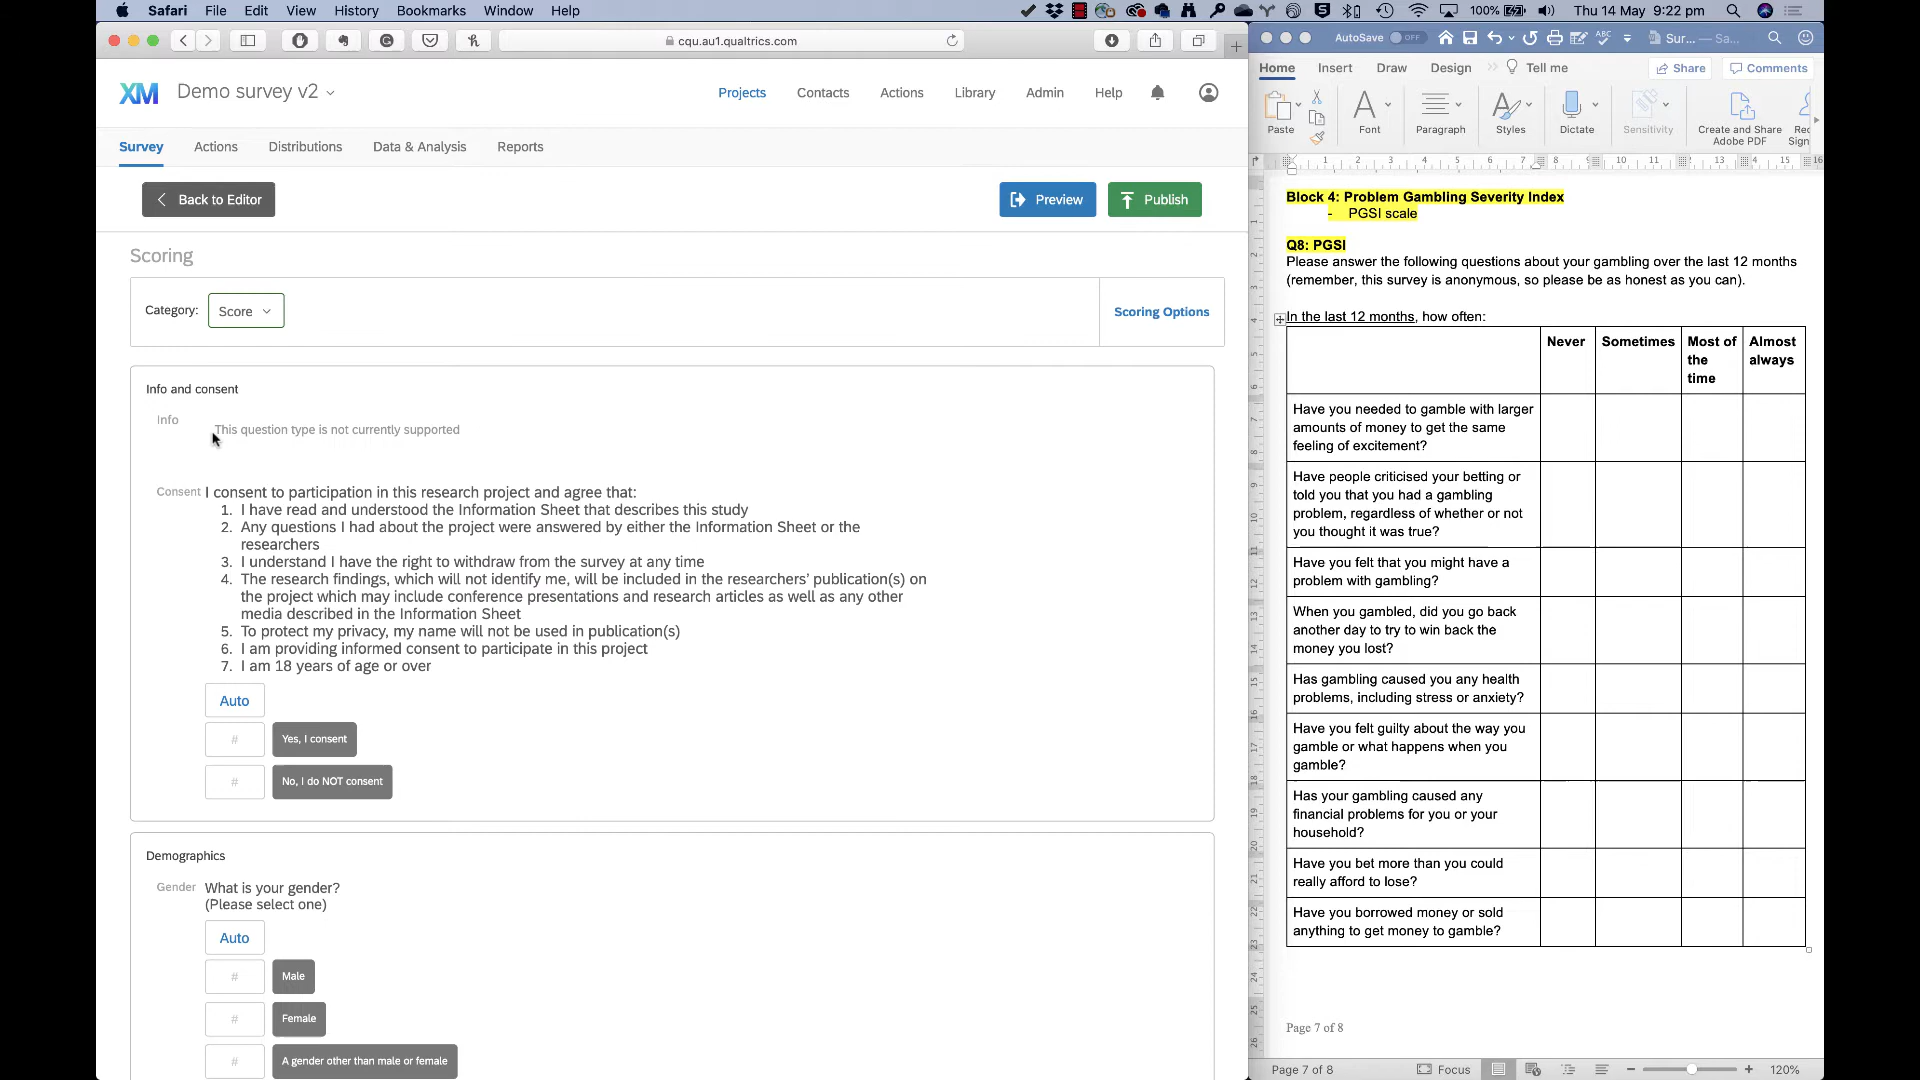 Safari File Edit View History Bookmarks Window Help
100% Thu 14 May 9:22 pm
cqu.au1.qualtrics.com
XM Demo survey v2
Projects Contacts Actions Library Admin Help
Survey Actions Distributions Data & Analysis Reports
Back to Editor
Preview
Publish
Scoring
Category: Score
Scoring Options
Info and consent
Info
This question type is not currently supported
Consent I consent to participation in this research project and agree that:
1. I have read and understood the Information Sheet that describes this study
2. Any questions I had about the project were answered by either the Information Sheet or the
researchers
3. I understand I have the right to withdraw from the survey at any time
4. The research findings, which will not identify me, will be included in the researchers' publication(s) on
the project which may include conference presentations and research articles as well as any other
media described in the Information Sheet
5. To protect my privacy, my name will not be used in publication(s)
6. I am providing informed consent to participate in this project
7. I am 18 years of age or over
Auto
# Yes, I consent
# No, I do NOT consent
Demographics
Gender What is your gender?
(Please select one)
Auto
# Male
# Female
# A gender other than male or female
AutoSave OFF
Sur... — Sa...
Home Insert Draw Design Tell me
Share Comments
Paste Font Paragraph Styles Dictate Sensitivity Create and Share
Adobe PDF
Rec
Sign
Block 4: Problem Gambling Severity Index
- PGSI scale
Q8: PGSI
Please answer the following questions about your gambling over the last 12 months
(remember, this survey is anonymous, so please be as honest as you can).
In the last 12 months, how often:
Never Sometimes Most of Almost
the always
time
Have you needed to gamble with larger
amounts of money to get the same
feeling of excitement?
Have people criticised your betting or
told you that you had a gambling
problem, regardless of whether or not
you thought it was true?
Have you felt that you might have a
problem with gambling?
When you gambled, did you go back
another day to try to win back the
money you lost?
Has gambling caused you any health
problems, including stress or anxiety?
Have you felt guilty about the way you
gamble or what happens when you
gamble?
Has your gambling caused any
financial problems for you or your
household?
Have you bet more than you could
really afford to lose?
Have you borrowed money or sold
anything to get money to gamble?
Page 7 of 8
Page 7 of 8 Focus 120%